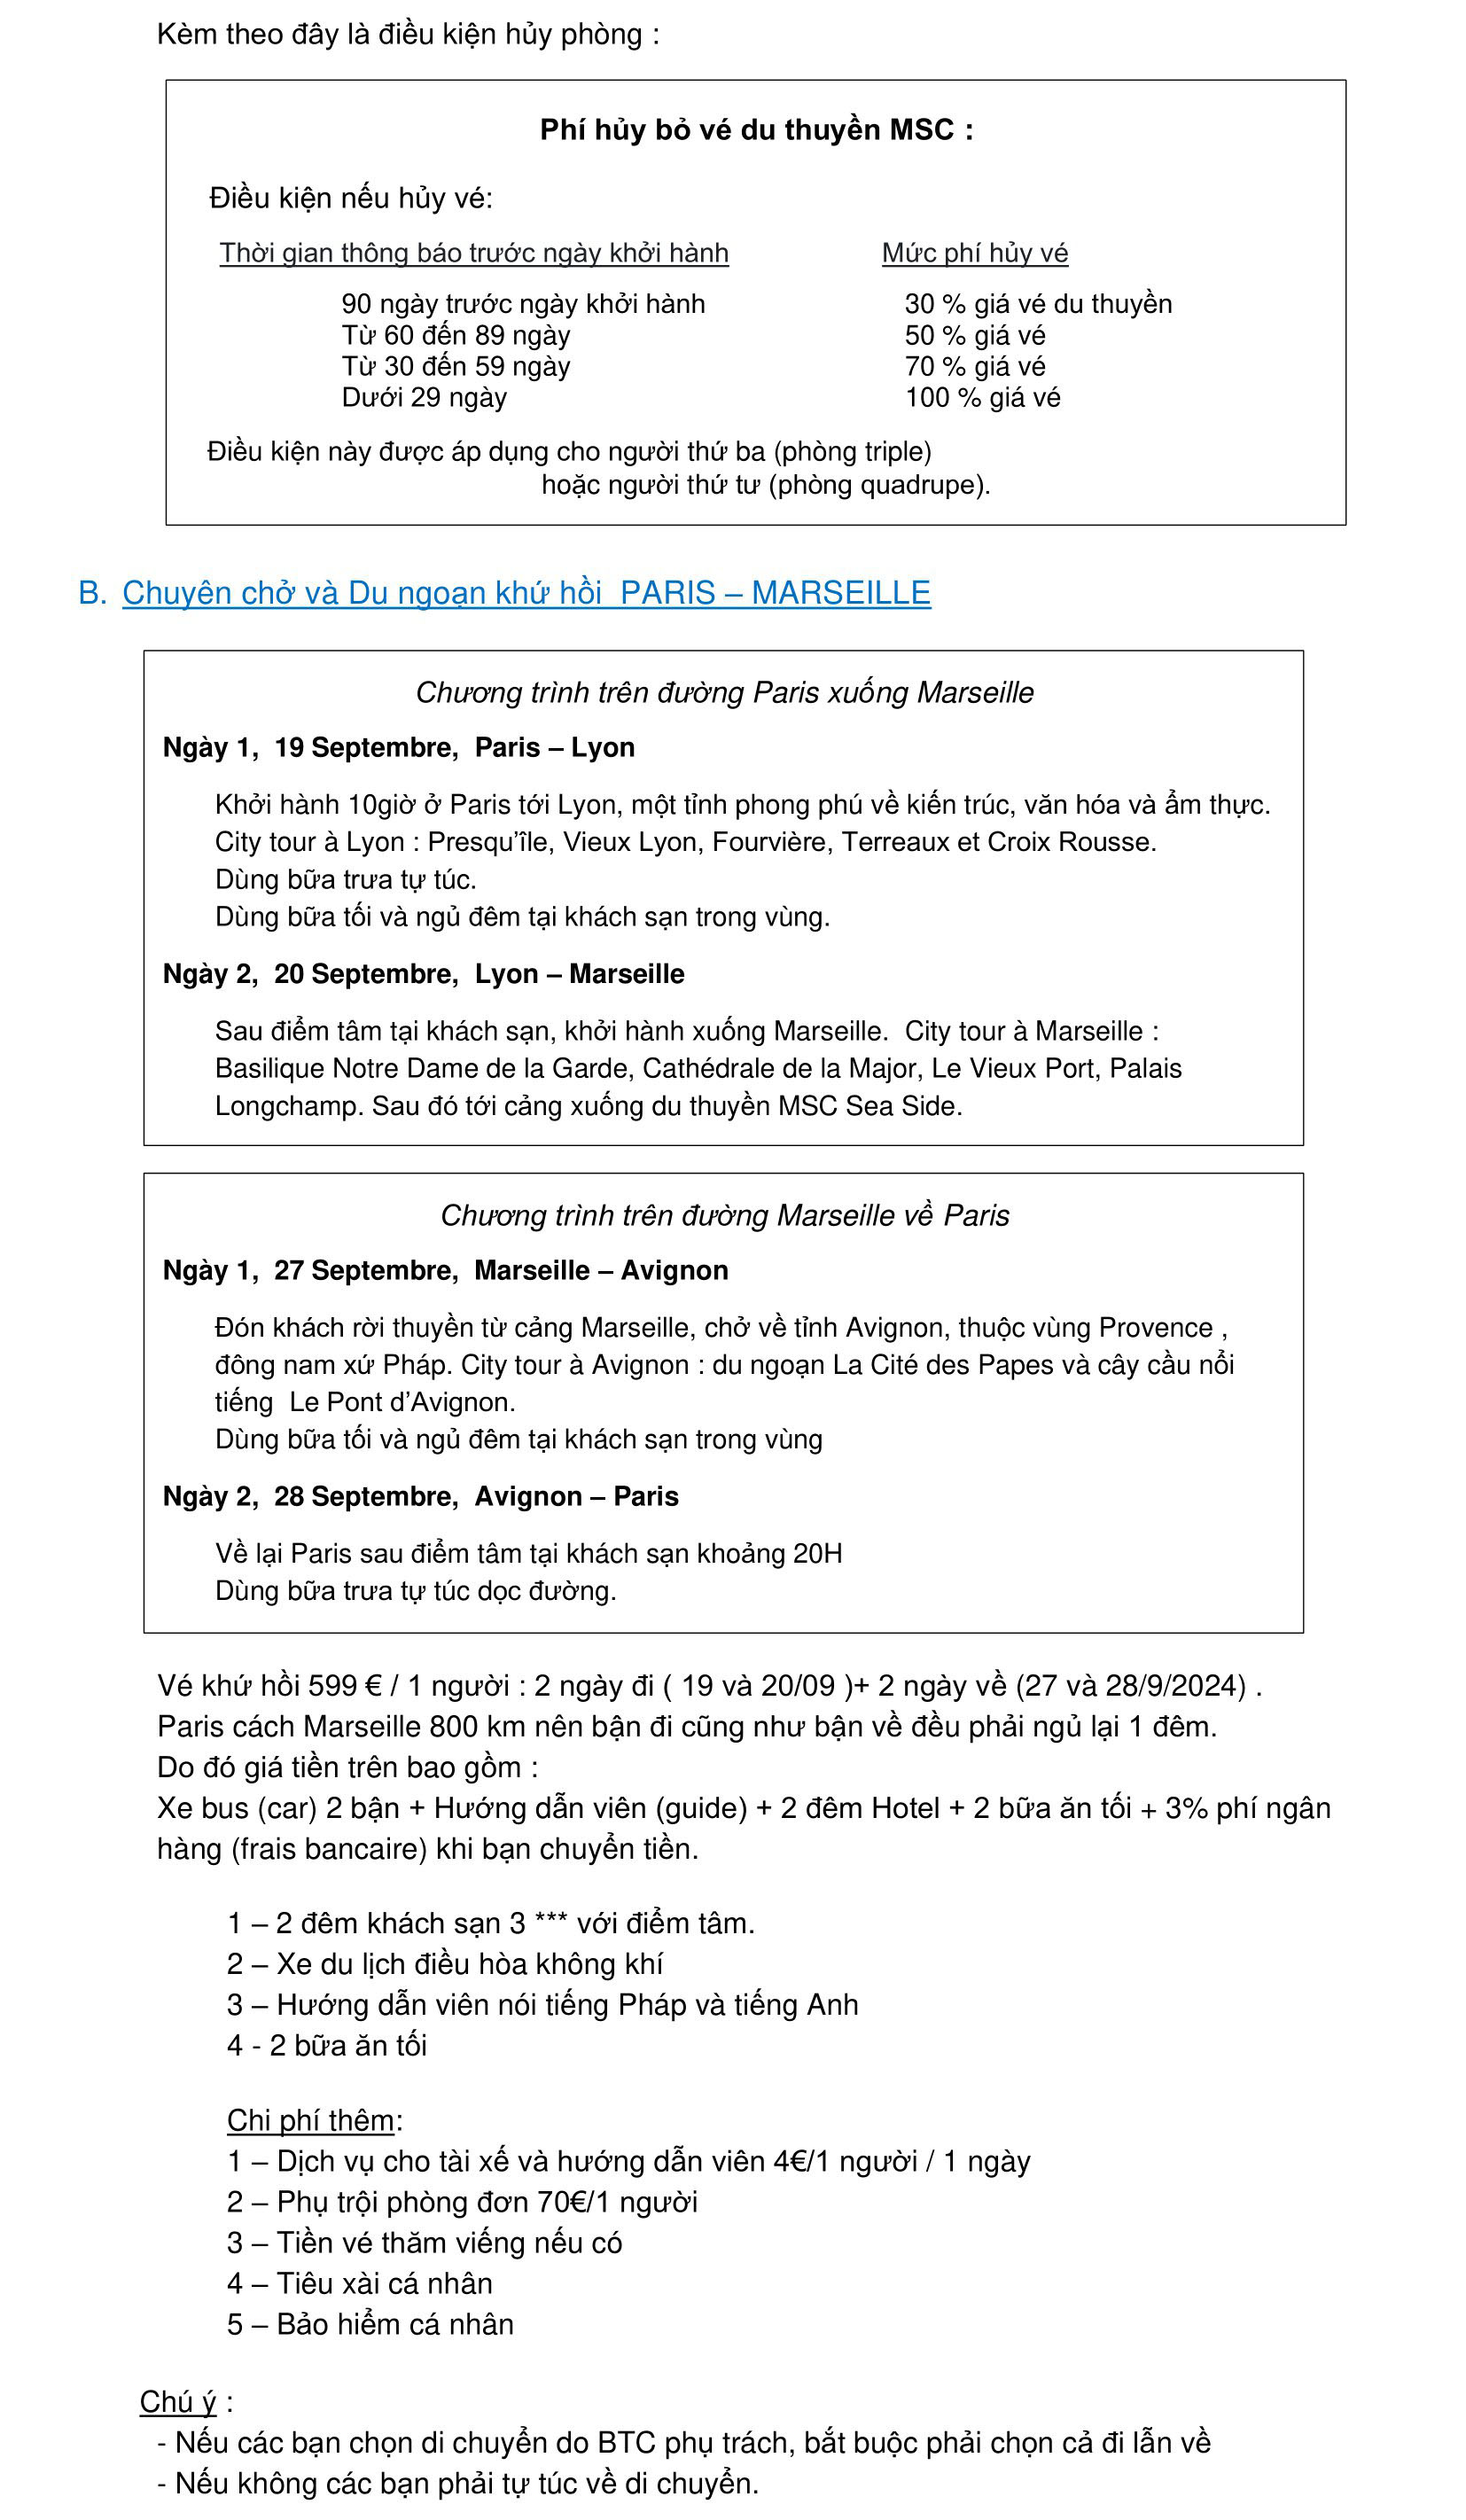 Kèm theo đây là điều kiện hủy phòng :
Phí hủy bỏ vé du thuyền MSC :
Điều kiện nếu hủy vé:
Thời gian thông báo trước ngày khởi hành Mức phí hủy vé
90 ngày trước ngày khởi hành 30 % giá vé du thuyền
Từ 60 đến 89 ngày 50 % giá vé
Từ 30 đến 59 ngày 70 % giá vé
Dưới 29 ngày 100 % giá vé
Điều kiện này được áp dụng cho người thứ ba (phòng triple)
hoặc người thứ tư (phòng quadrupe).
B. Chuyên chở và Du ngoạn khứ hồi PARIS – MARSEILLE
Chương trình trên đường Paris xuống Marseille
Ngày 1, 19 Septembre, Paris – Lyon
Khởi hành 10giờ ở Paris tới Lyon, một tỉnh phong phú về kiến trúc, văn hóa và ẩm thực.
City tour à Lyon : Presqu'île, Vieux Lyon, Fourvière, Terreaux et Croix Rousse.
Dùng bữa trưa tự túc.
Dùng bữa tối và ngủ đêm tại khách sạn trong vùng.
Ngày 2, 20 Septembre, Lyon – Marseille
Sau điểm tâm tại khách sạn, khởi hành xuống Marseille. City tour à Marseille :
Basilique Notre Dame de la Garde, Cathédrale de la Major, Le Vieux Port, Palais
Longchamp. Sau đó tới cảng xuống du thuyền MSC Sea Side.
Chương trình trên đường Marseille về Paris
Ngày 1, 27 Septembre, Marseille – Avignon
Đón khách rời thuyền từ cảng Marseille, chở về tỉnh Avignon, thuộc vùng Provence ,
đông nam xứ Pháp. City tour à Avignon : du ngoạn La Cité des Papes và cây cầu nổi
tiếng Le Pont d'Avignon.
Dùng bữa tối và ngủ đêm tại khách sạn trong vùng
Ngày 2, 28 Septembre, Avignon – Paris
Về lại Paris sau điểm tâm tại khách sạn khoảng 20H
Dùng bữa trưa tự túc dọc đường.
Vé khứ hồi 599 € / 1 người : 2 ngày đi ( 19 và 20/09 )+ 2 ngày về (27 và 28/9/2024) .
Paris cách Marseille 800 km nên bận đi cũng như bận về đều phải ngủ lại 1 đêm.
Do đó giá tiền trên bao gồm :
Xe bus (car) 2 bận + Hướng dẫn viên (guide) + 2 đêm Hotel + 2 bữa ăn tối + 3% phí ngân
hàng (frais bancaire) khi bạn chuyển tiền.
1 – 2 đêm khách sạn 3 *** với điểm tâm.
2 – Xe du lịch điều hòa không khí
3 – Hướng dẫn viên nói tiếng Pháp và tiếng Anh
4 - 2 bữa ăn tối
Chi phí thêm:
1 – Dịch vụ cho tài xế và hướng dẫn viên 4€/1 người / 1 ngày
2 – Phụ trội phòng đơn 70€/1 người
3 – Tiền vé thăm viếng nếu có
4 – Tiêu xài cá nhân
5 – Bảo hiểm cá nhân
Chú ý :
- Nếu các bạn chọn di chuyển do BTC phụ trách, bắt buộc phải chọn cả đi lẫn về
- Nếu không các bạn phải tự túc về di chuyển.